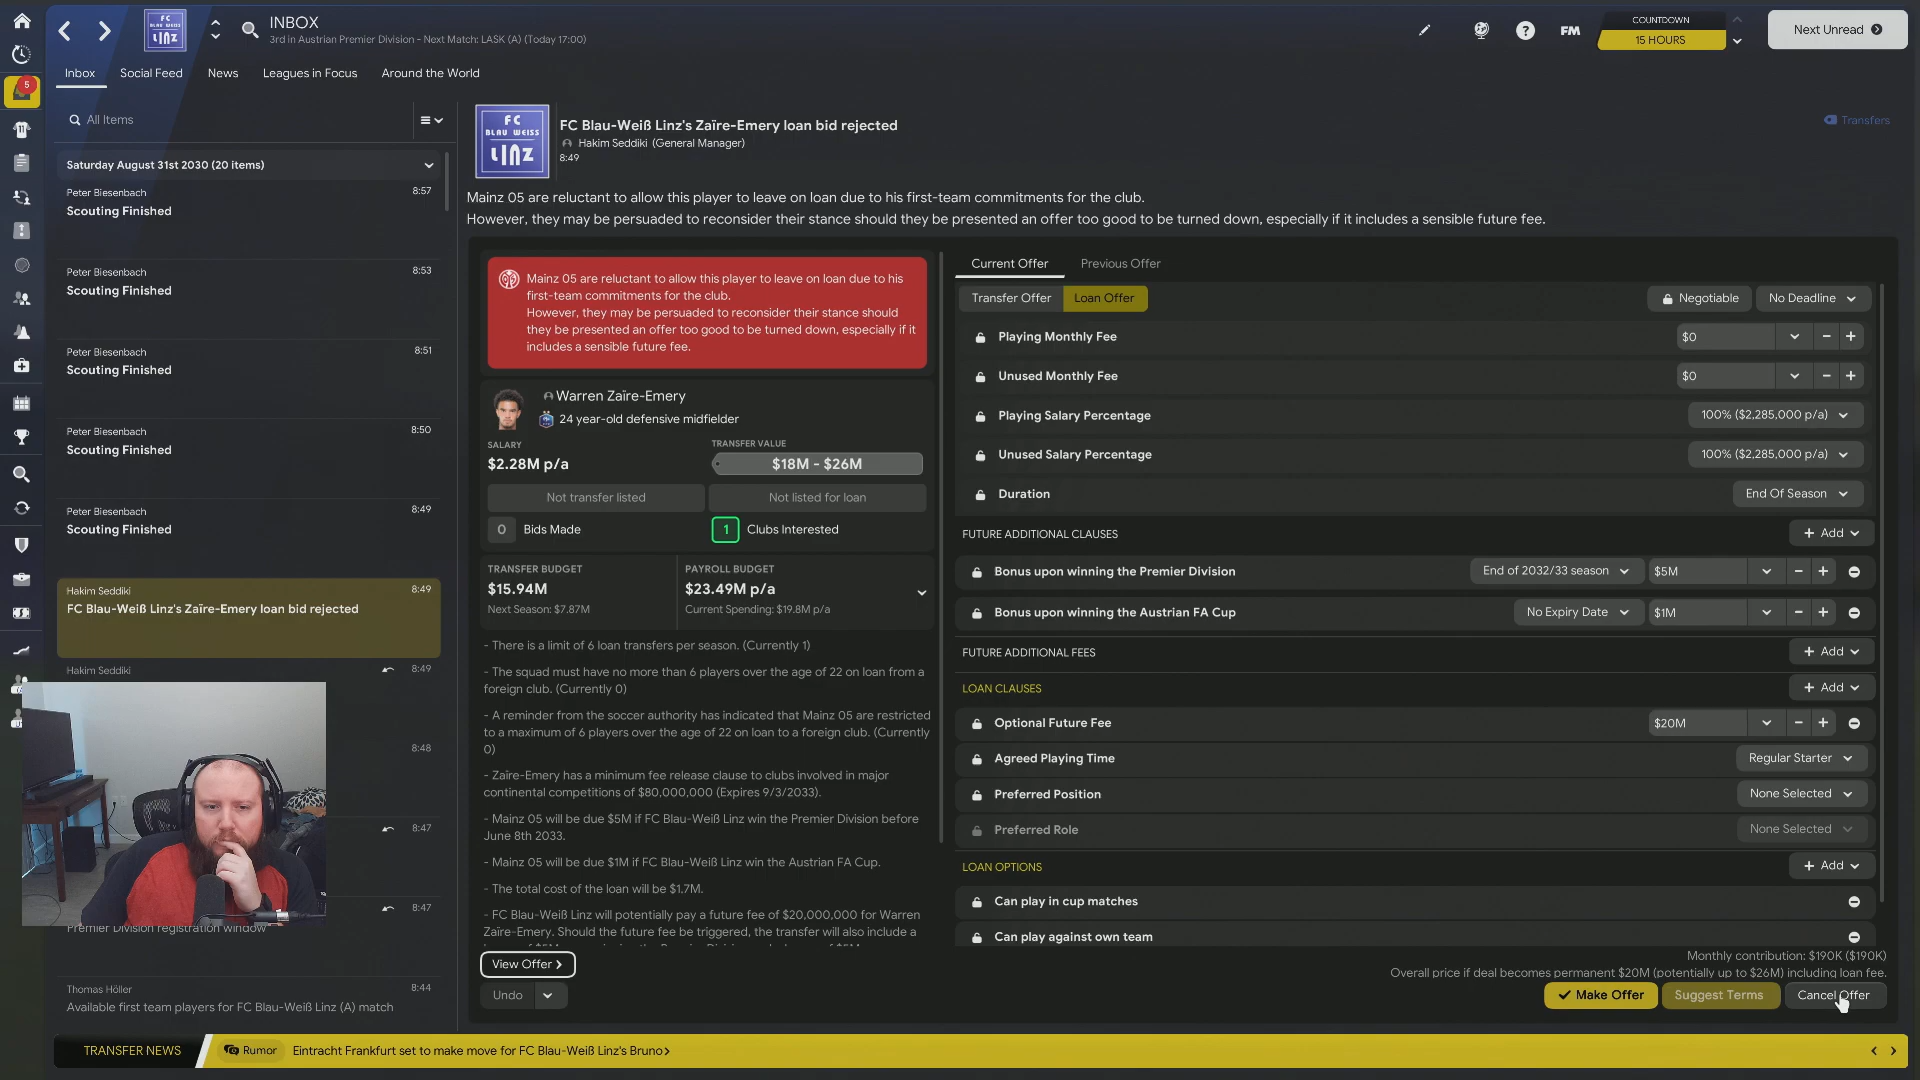 INBOX
3rd in Austrian Premier Division - Next Match: LASK (A) (Today 17:00)
FM
COUNTDOWN
15 HOURS
Next Unread
5
Inbox
Social Feed
News
Leagues in Focus
Around the World
All Items
Saturday August 31st 2030 (20 items)
Peter Biesenbach
8:57
Scouting Finished
Peter Biesenbach
8:53
Scouting Finished
Peter Biesenbach
8:51
Scouting Finished
Peter Biesenbach
8:50
Scouting Finished
Peter Biesenbach
8:49
Scouting Finished
Hakim Seddiki
8:49
FC Blau-Weiß Linz's Zaïre-Emery loan bid rejected
Hakim Seddiki
8:49
8:48
8:47
8:47
Premier Division registration window
Thomas Höller
8:44
Available first team players for FC Blau-Weiß Linz (A) match
FC
BLAU WEISS
LINZ
FC Blau-Weiß Linz's Zaïre-Emery loan bid rejected
Hakim Seddiki (General Manager)
8:49
Transfers
Mainz 05 are reluctant to allow this player to leave on loan due to his first-team commitments for the club.
However, they may be persuaded to reconsider their stance should they be presented an offer too good to be turned down, especially if it includes a sensible future fee.
Mainz 05 are reluctant to allow this player to leave on loan due to his
first-team commitments for the club.
However, they may be persuaded to reconsider their stance should
they be presented an offer too good to be turned down, especially if it
includes a sensible future fee.
Warren Zaïre-Emery
24 year-old defensive midfielder
SALARY
$2.28M p/a
TRANSFER VALUE
$18M - $26M
Not transfer listed
Not listed for loan
0 Bids Made
1 Clubs Interested
TRANSFER BUDGET
$15.94M
Next Season: $7.87M
PAYROLL BUDGET
$23.49M p/a
Current Spending: $19.8M p/a
- There is a limit of 6 loan transfers per season. (Currently 1)
- The squad must have no more than 6 players over the age of 22 on loan from a
foreign club. (Currently 0)
- A reminder from the soccer authority has indicated that Mainz 05 are restricted
to a maximum of 6 players over the age of 22 on loan to a foreign club. (Currently
0)
- Zaïre-Emery has a minimum fee release clause to clubs involved in major
continental competitions of $80,000,000 (Expires 9/3/2033).
- Mainz 05 will be due $5M if FC Blau-Weiß Linz win the Premier Division before
June 8th 2033.
- Mainz 05 will be due $1M if FC Blau-Weiß Linz win the Austrian FA Cup.
- The total cost of the loan will be $1.7M.
- FC Blau-Weiß Linz will potentially pay a future fee of $20,000,000 for Warren
Zaïre-Emery. Should the future fee be triggered, the transfer will also include a
View Offer
Undo
Current Offer
Previous Offer
Transfer Offer
Loan Offer
Negotiable
No Deadline
Playing Monthly Fee
$0
Unused Monthly Fee
$0
Playing Salary Percentage
100% ($2,285,000 p/a)
Unused Salary Percentage
100% ($2,285,000 p/a)
Duration
End Of Season
FUTURE ADDITIONAL CLAUSES
+ Add
Bonus upon winning the Premier Division
End of 2032/33 season
$5M
Bonus upon winning the Austrian FA Cup
No Expiry Date
$1M
FUTURE ADDITIONAL FEES
+ Add
LOAN CLAUSES
+ Add
Optional Future Fee
$20M
Agreed Playing Time
Regular Starter
Preferred Position
None Selected
Preferred Role
None Selected
LOAN OPTIONS
+ Add
Can play in cup matches
Can play against own team
Monthly contribution: $190K ($190K)
Overall price if deal becomes permanent $20M (potentially up to $26M) including loan fee.
Make Offer
Suggest Terms
Cancel Offer
TRANSFER NEWS
Rumor
Eintracht Frankfurt set to make move for FC Blau-Weiß Linz's Bruno>